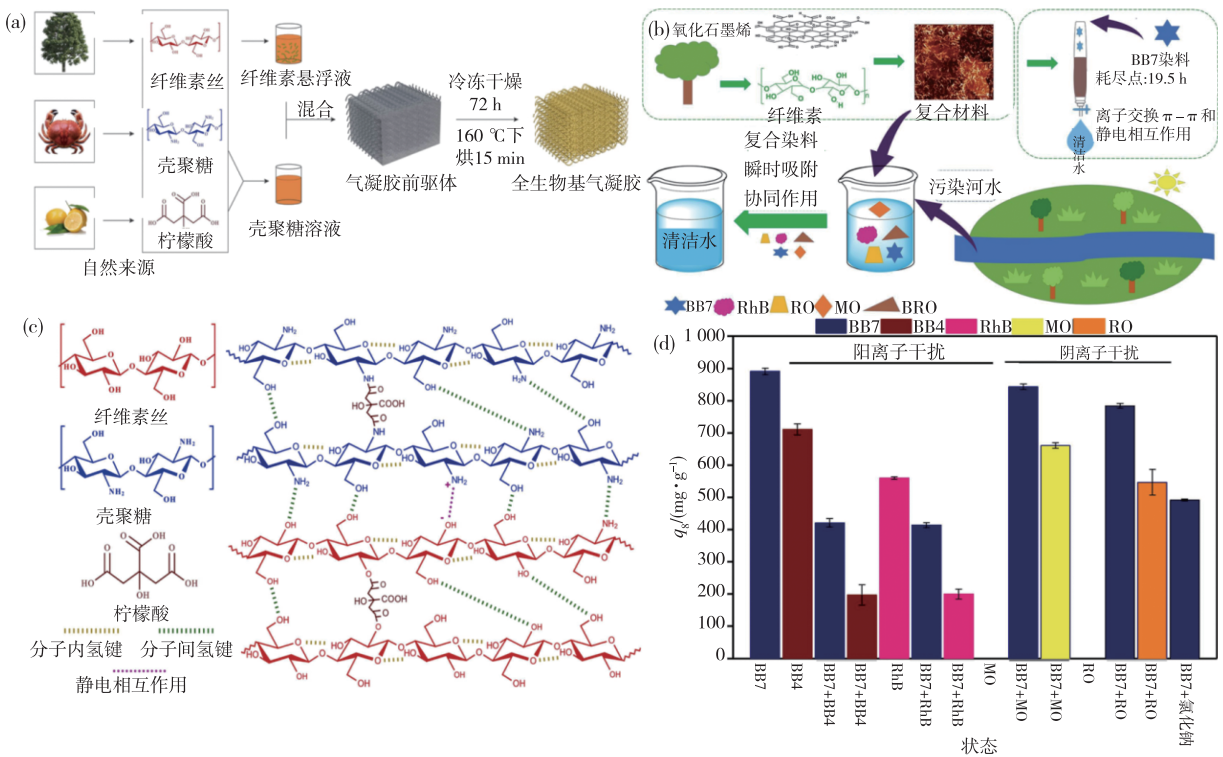 (a)
纤维素丝
纤维素悬浮液
混合
壳聚糖
柠檬酸
壳聚糖溶液
自然来源
气凝胶前驱体
冷冻干燥
72 h
160 ℃下
烘15 min
全生物基气凝胶
(b)
氧化石墨烯
纤维素
复合材料
BB7染料
耗尽点:19.5 h
离子交换 π-π和
静电相互作用
清洁水
复合染料
瞬时吸附
协同作用
清洁水
污染河水
BB7 RhB RO MO BRO
(c)
纤维素丝
壳聚糖
柠檬酸
分子内氢键 分子间氢键
静电相互作用
(d)
BB7 BB4 RhB MO RO
阳离子干扰 阴离子干扰
1 000
900
800
700
600
500
400
300
200
100
0
q8/(mg·g-1)
BB7
BB4
BB7+BB4
BB7+BB4
RhB
BB7+RhB
BB7+RhB
MO
BB7+MO
BB7+MO
RO
BB7+RO
BB7+RO
BB7+氯化钠
状态